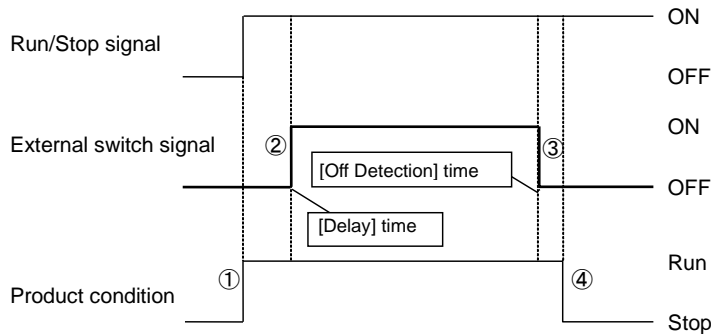 ON
Run/Stop signal
OFF
ON
External switch signal
②
③
[Off Detection] time
OFF
[Delay] time
Run
①
④
Product condition
Stop